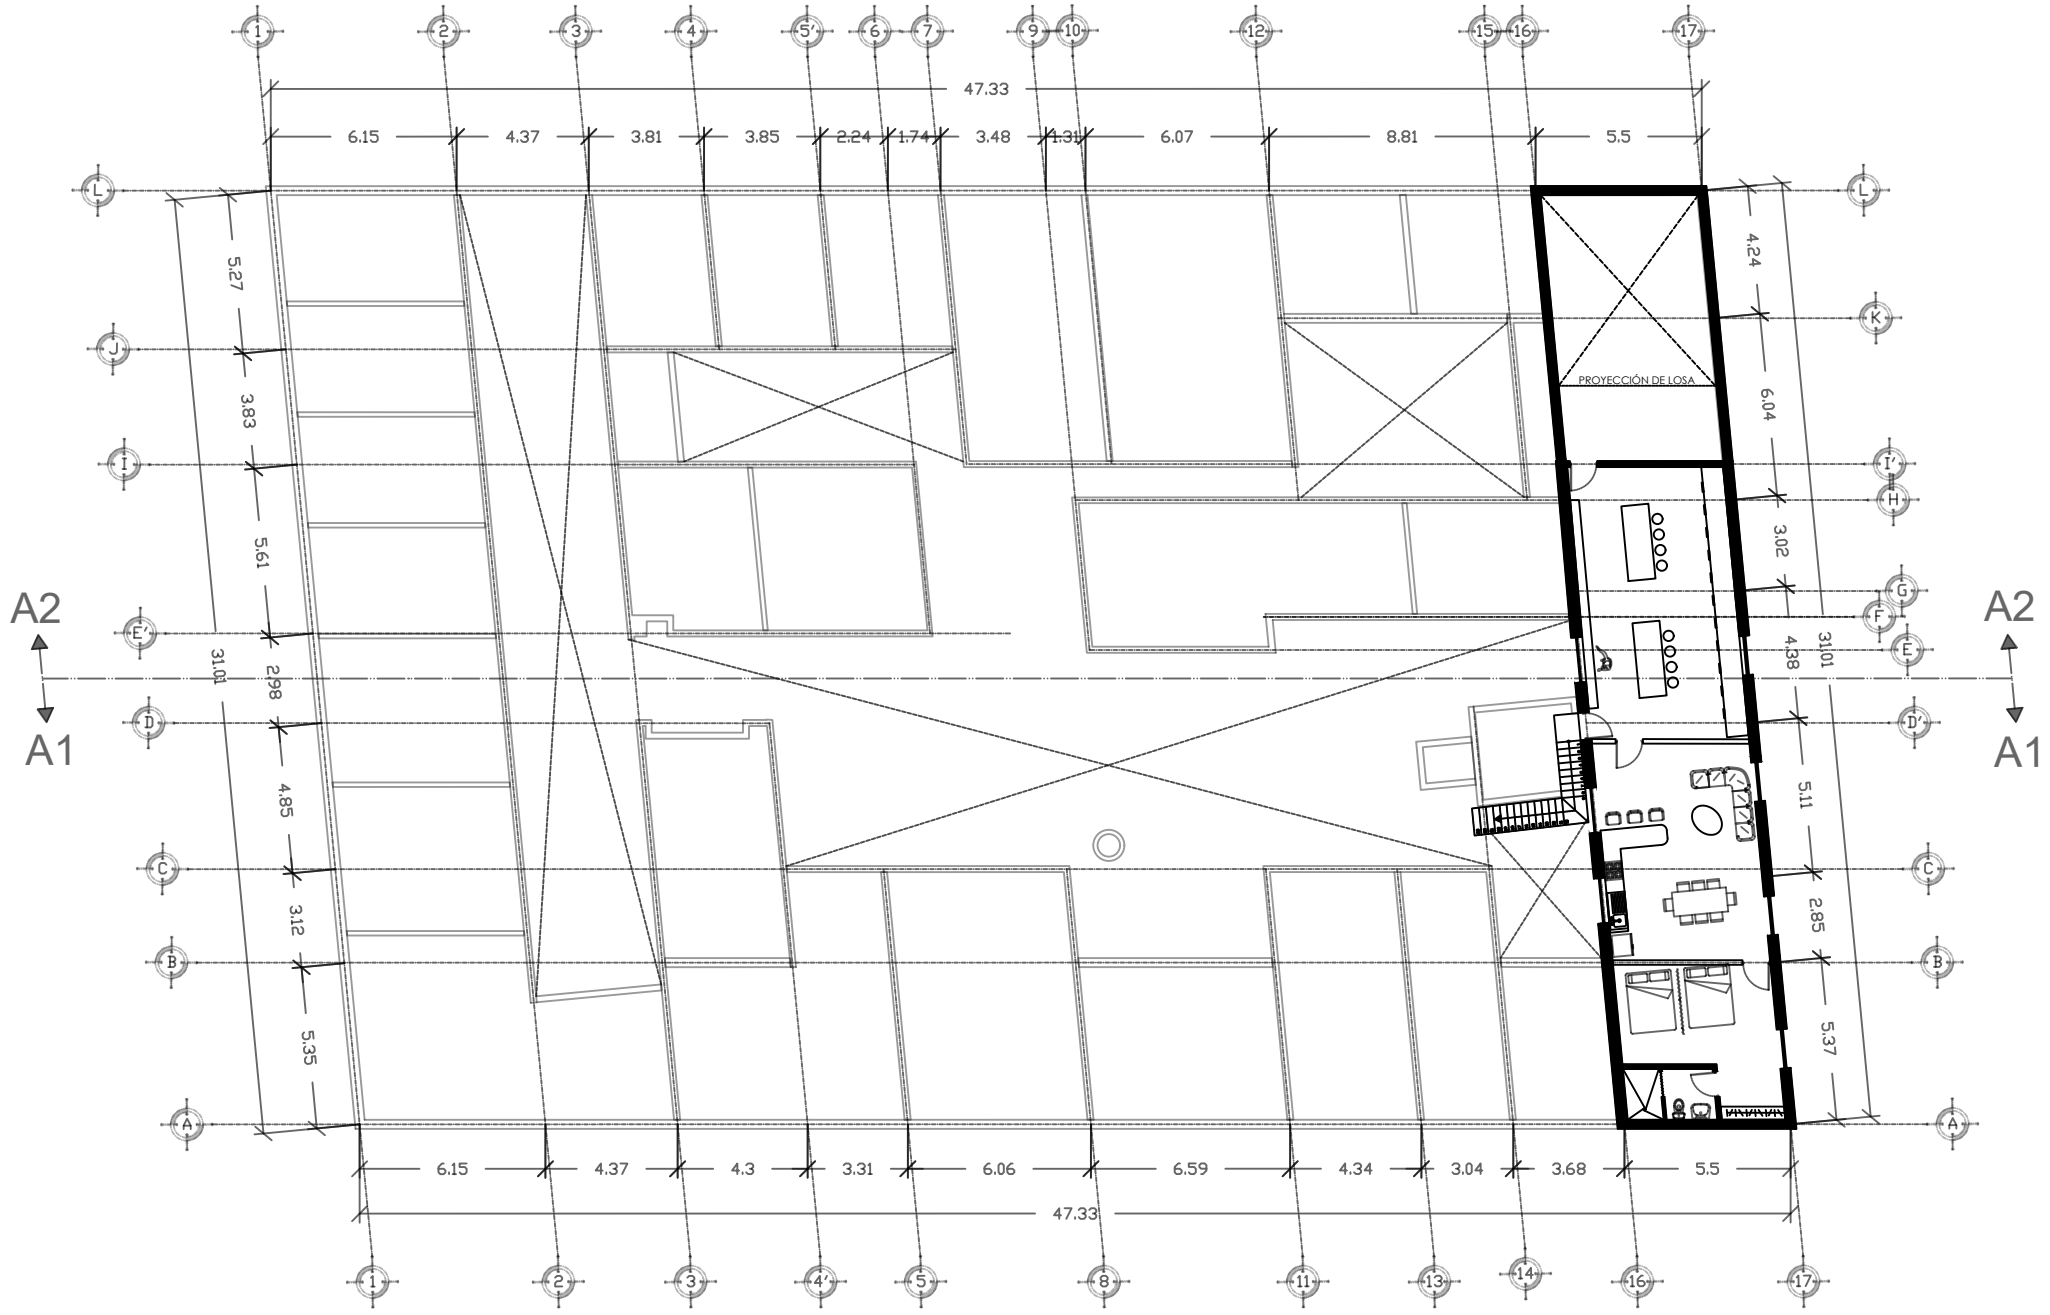 1 2 3 4 5' 6 7 9 10 12 15 16 17
47.33
6.15 4.37 3.81 3.85 2.24 1.74 3.48 1.31 6.07 8.81 5.5
L L
5.27 4.24
K
J
PROYECCIÓN DE LOSA
3.83 6.04
I I'
H
5.61 3.02
G
A2 A2
F
E' E
31.01 2.98 4.38 31.01
D D'
A1 A1
4.85 5.11
C C
3.12 2.85
B B
5.35 5.37
A A
6.15 4.37 4.3 3.31 6.06 6.59 4.34 3.04 3.68 5.5
47.33
1 2 3 4' 5 8 11 13 14 16 17